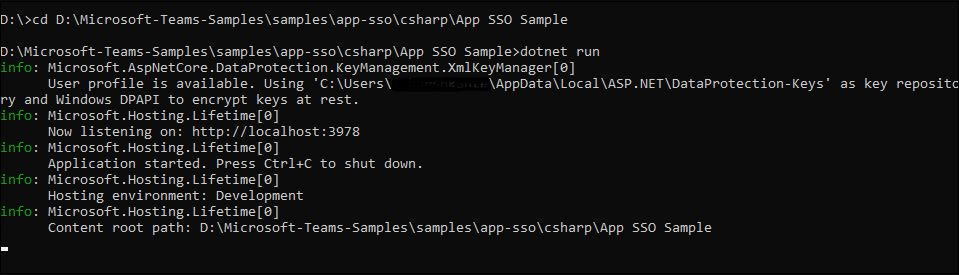 D:\>cd D:\Microsoft-Teams-Samples\samples\app-sso\csharp\App SSO Sample
D:\Microsoft-Teams-Samples\samples\app-sso\csharp\App SSO Sample>dotnet run
info: Microsoft.AspNetCore.DataProtection.KeyManagement.XmlKeyManager[0]
      User profile is available. Using 'C:\Users\ \AppData\Local\ASP.NET\DataProtection-Keys' as key reposito
ry and Windows DPAPI to encrypt keys at rest.
info: Microsoft.Hosting.Lifetime[0]
      Now listening on: http://localhost:3978
info: Microsoft.Hosting.Lifetime[0]
      Application started. Press Ctrl+C to shut down.
info: Microsoft.Hosting.Lifetime[0]
      Hosting environment: Development
info: Microsoft.Hosting.Lifetime[0]
      Content root path: D:\Microsoft-Teams-Samples\samples\app-sso\csharp\App SSO Sample